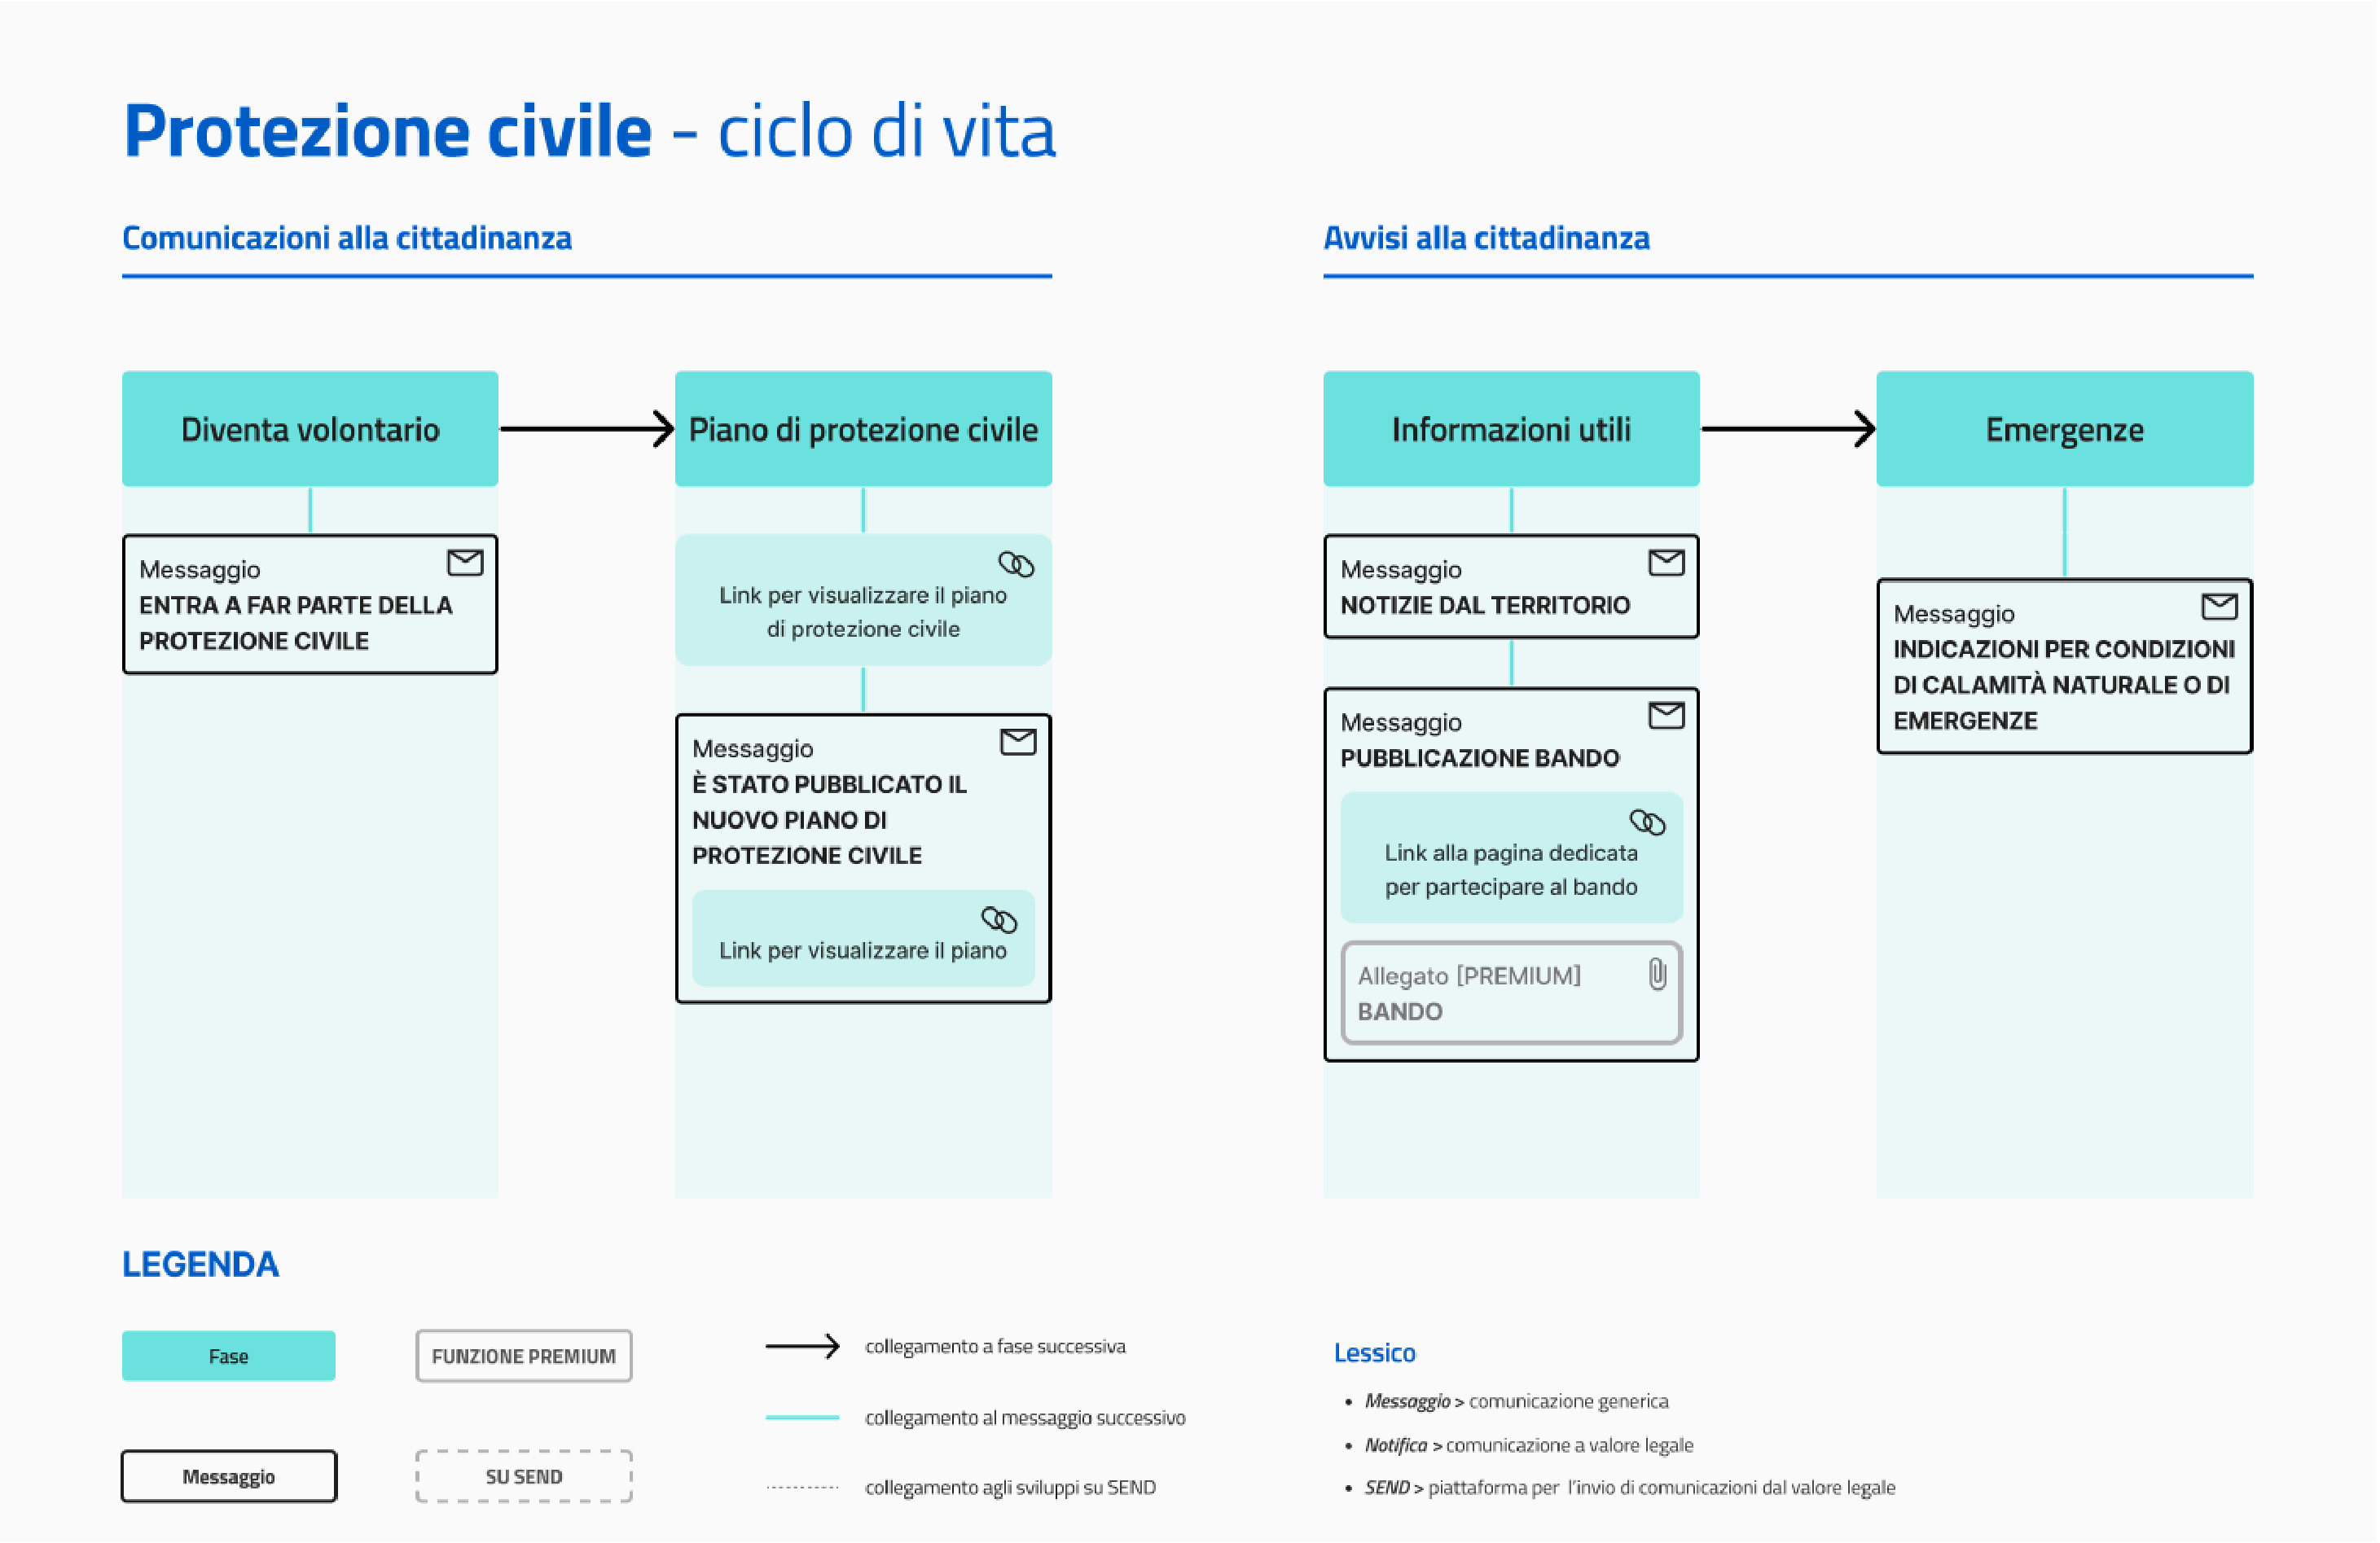 Protezione civile - ciclo di vita
Comunicazioni alla cittadinanza
Diventa volontario
Messaggio
ENTRA A FAR PARTE DELLA
PROTEZIONE CIVILE
Piano di protezione civile
Link per visualizzare il piano
di protezione civile
Messaggio
È STATO PUBBLICATO IL
NUOVO PIANO DI
PROTEZIONE CIVILE
Link per visualizzare il piano
Avvisi alla cittadinanza
Informazioni utili
Messaggio
NOTIZIE DAL TERRITORIO
Messaggio
PUBBLICAZIONE BANDO
Link alla pagina dedicata
per partecipare al bando
Allegato [PREMIUM]
BANDO
Emergenze
Messaggio
INDICAZIONI PER CONDIZIONI
DI CALAMITÀ NATURALE O DI
EMERGENZE
LEGENDA
Fase
FUNZIONE PREMIUM
Messaggio
SU SEND
collegamento a fase successiva
collegamento al messaggio successivo
collegamento agli sviluppi su SEND
Lessico
• Messaggio > comunicazione generica
• Notifica > comunicazione a valore legale
• SEND > piattaforma per l'invio di comunicazioni dal valore legale